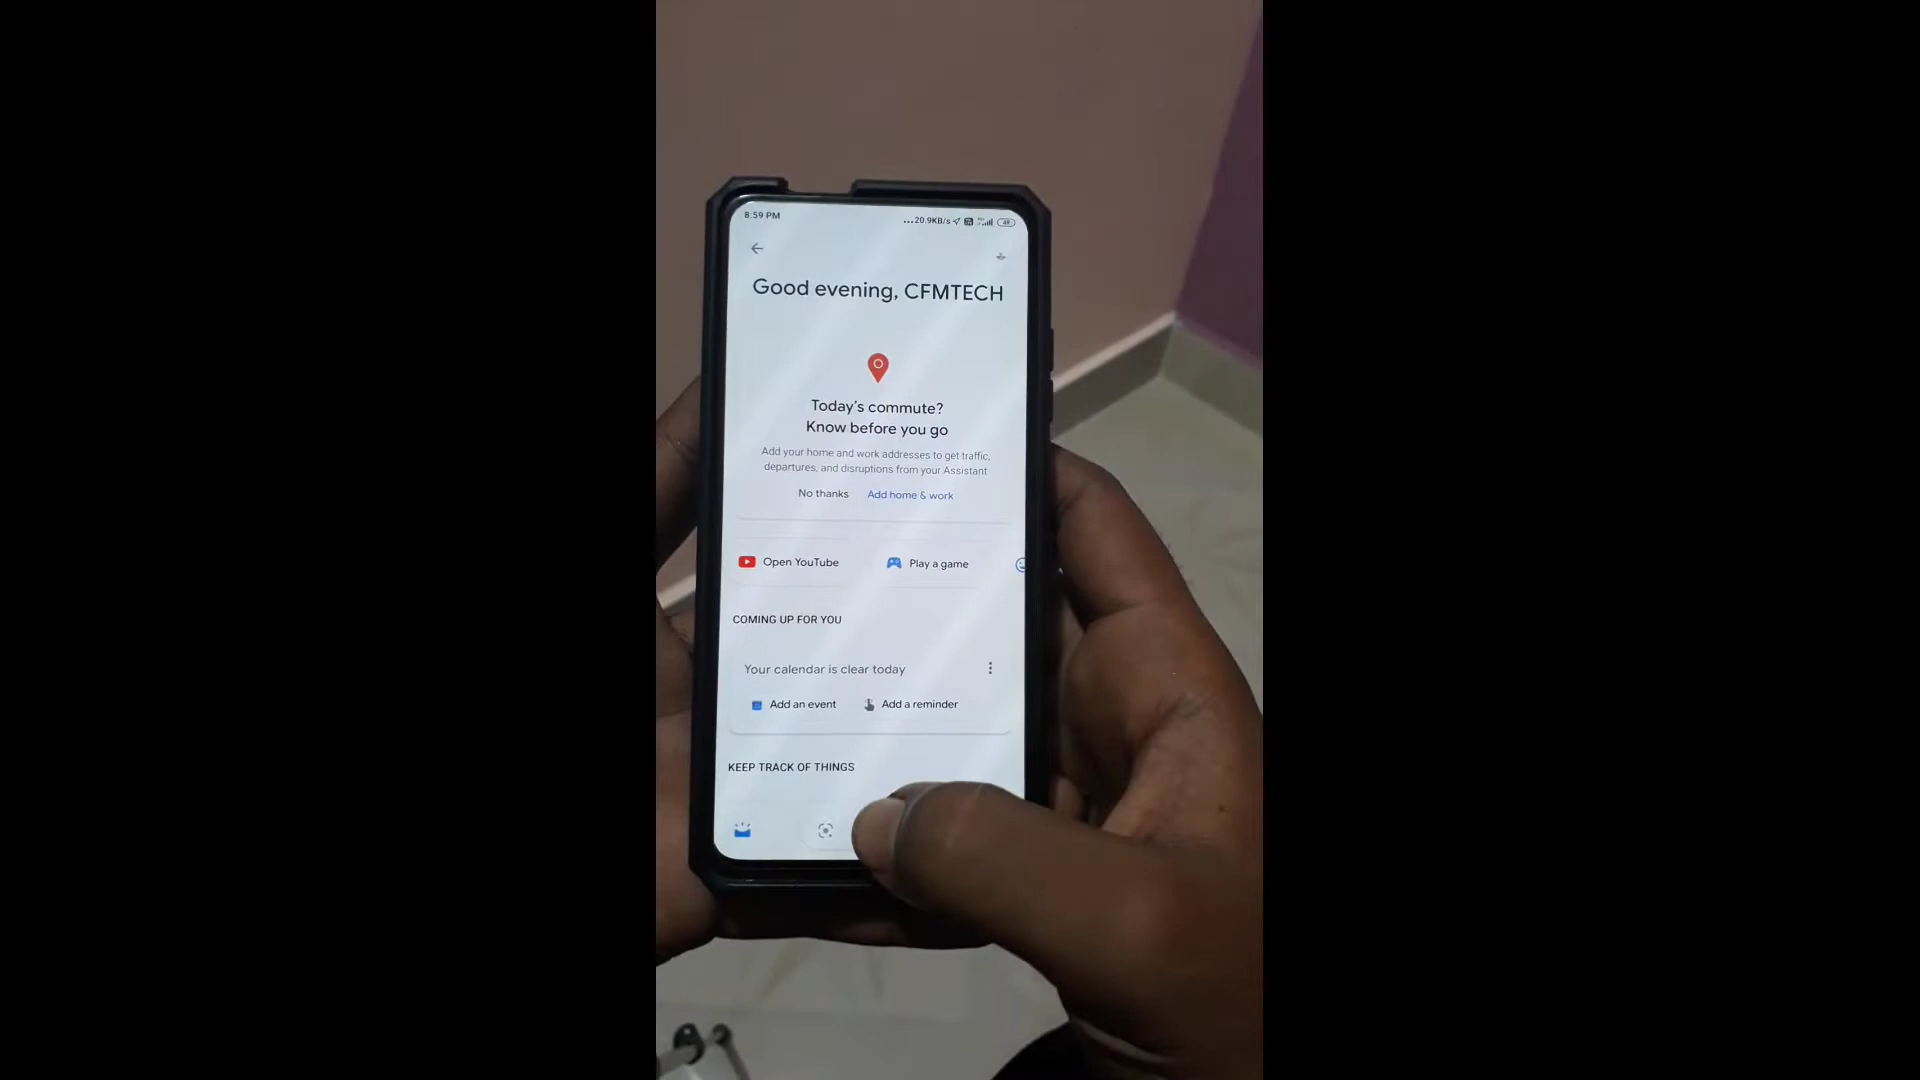 8:59 PM
...20.9KB/s
49
Good evening, CFMTECH
Today's commute?
Know before you go
Add your home and work addresses to get traffic,
departures, and disruptions from your Assistant
No thanks Add home & work
Open YouTube Play a game
COMING UP FOR YOU
Your calendar is clear today
Add an event Add a reminder
KEEP TRACK OF THINGS